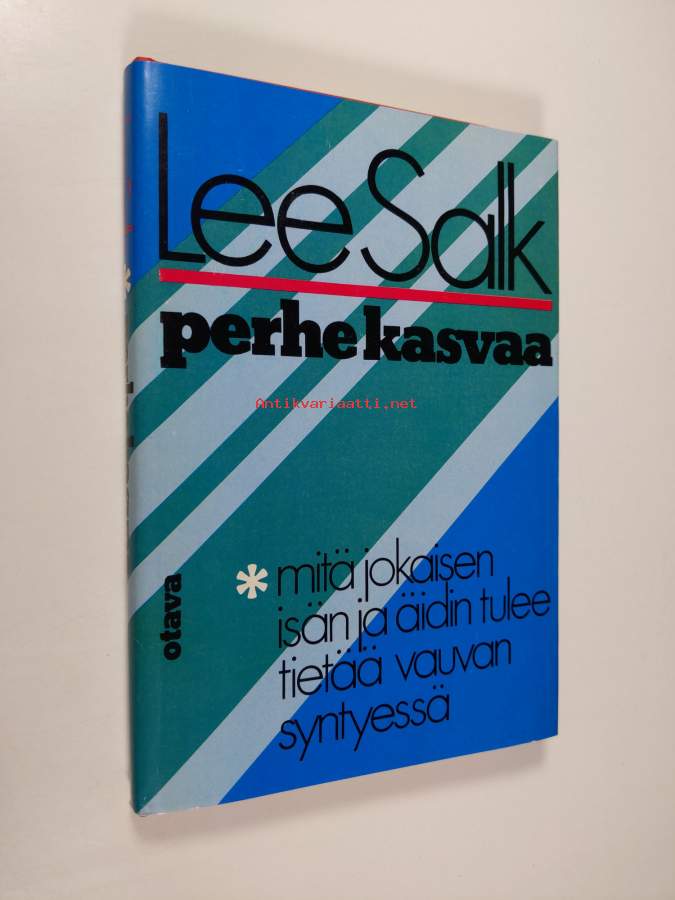 Lee Salk
perhe kasvaa
Antikvariaatti.net
* mitä jokaisen
isän ja äidin tulee
tietää vauvan
syntyessä
otava